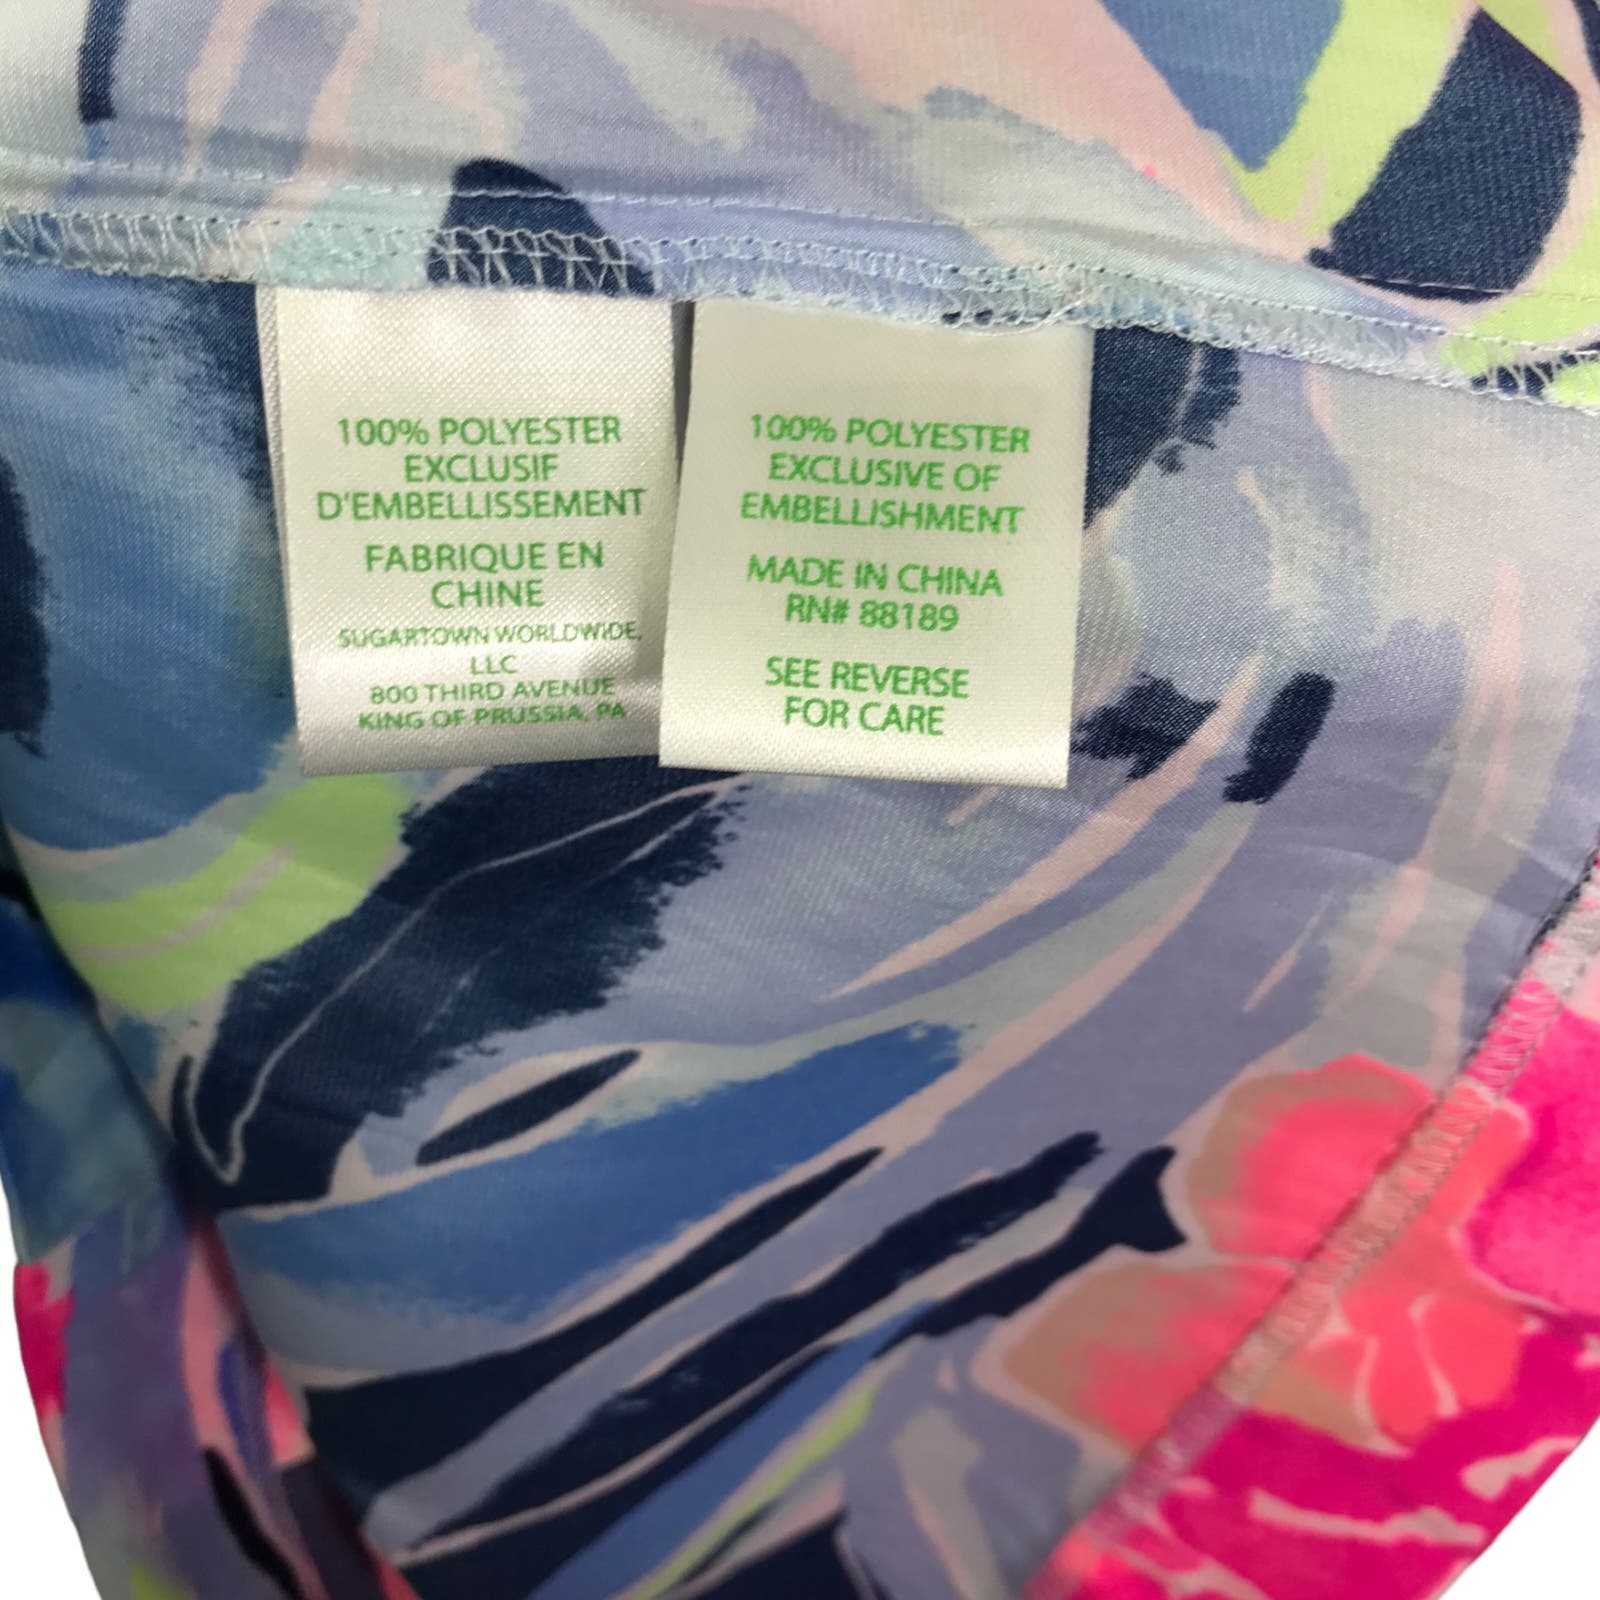 100% POLYESTER
EXCLUSIF
D'EMBELLISSEMENT
FABRIQUE EN
CHINE
SUGARTOWN WORLDWIDE,
LLC
800 THIRD AVENUE
KING OF PRUSSIA, PA
100% POLYESTER
EXCLUSIVE OF
EMBELLISHMENT
MADE IN CHINA
RN# 88189
SEE REVERSE
FOR CARE